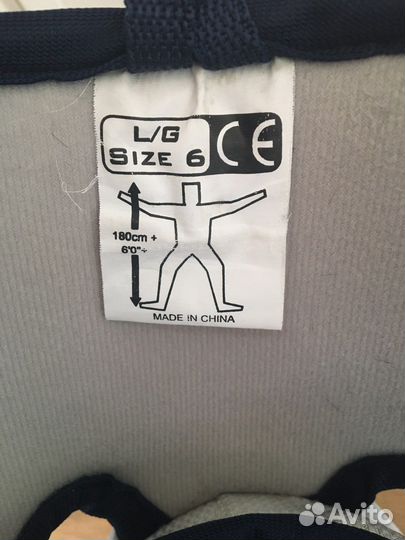 L/G
SIZE 6
CE
180cm +
6'0"+
MADE IN CHINA
Avito